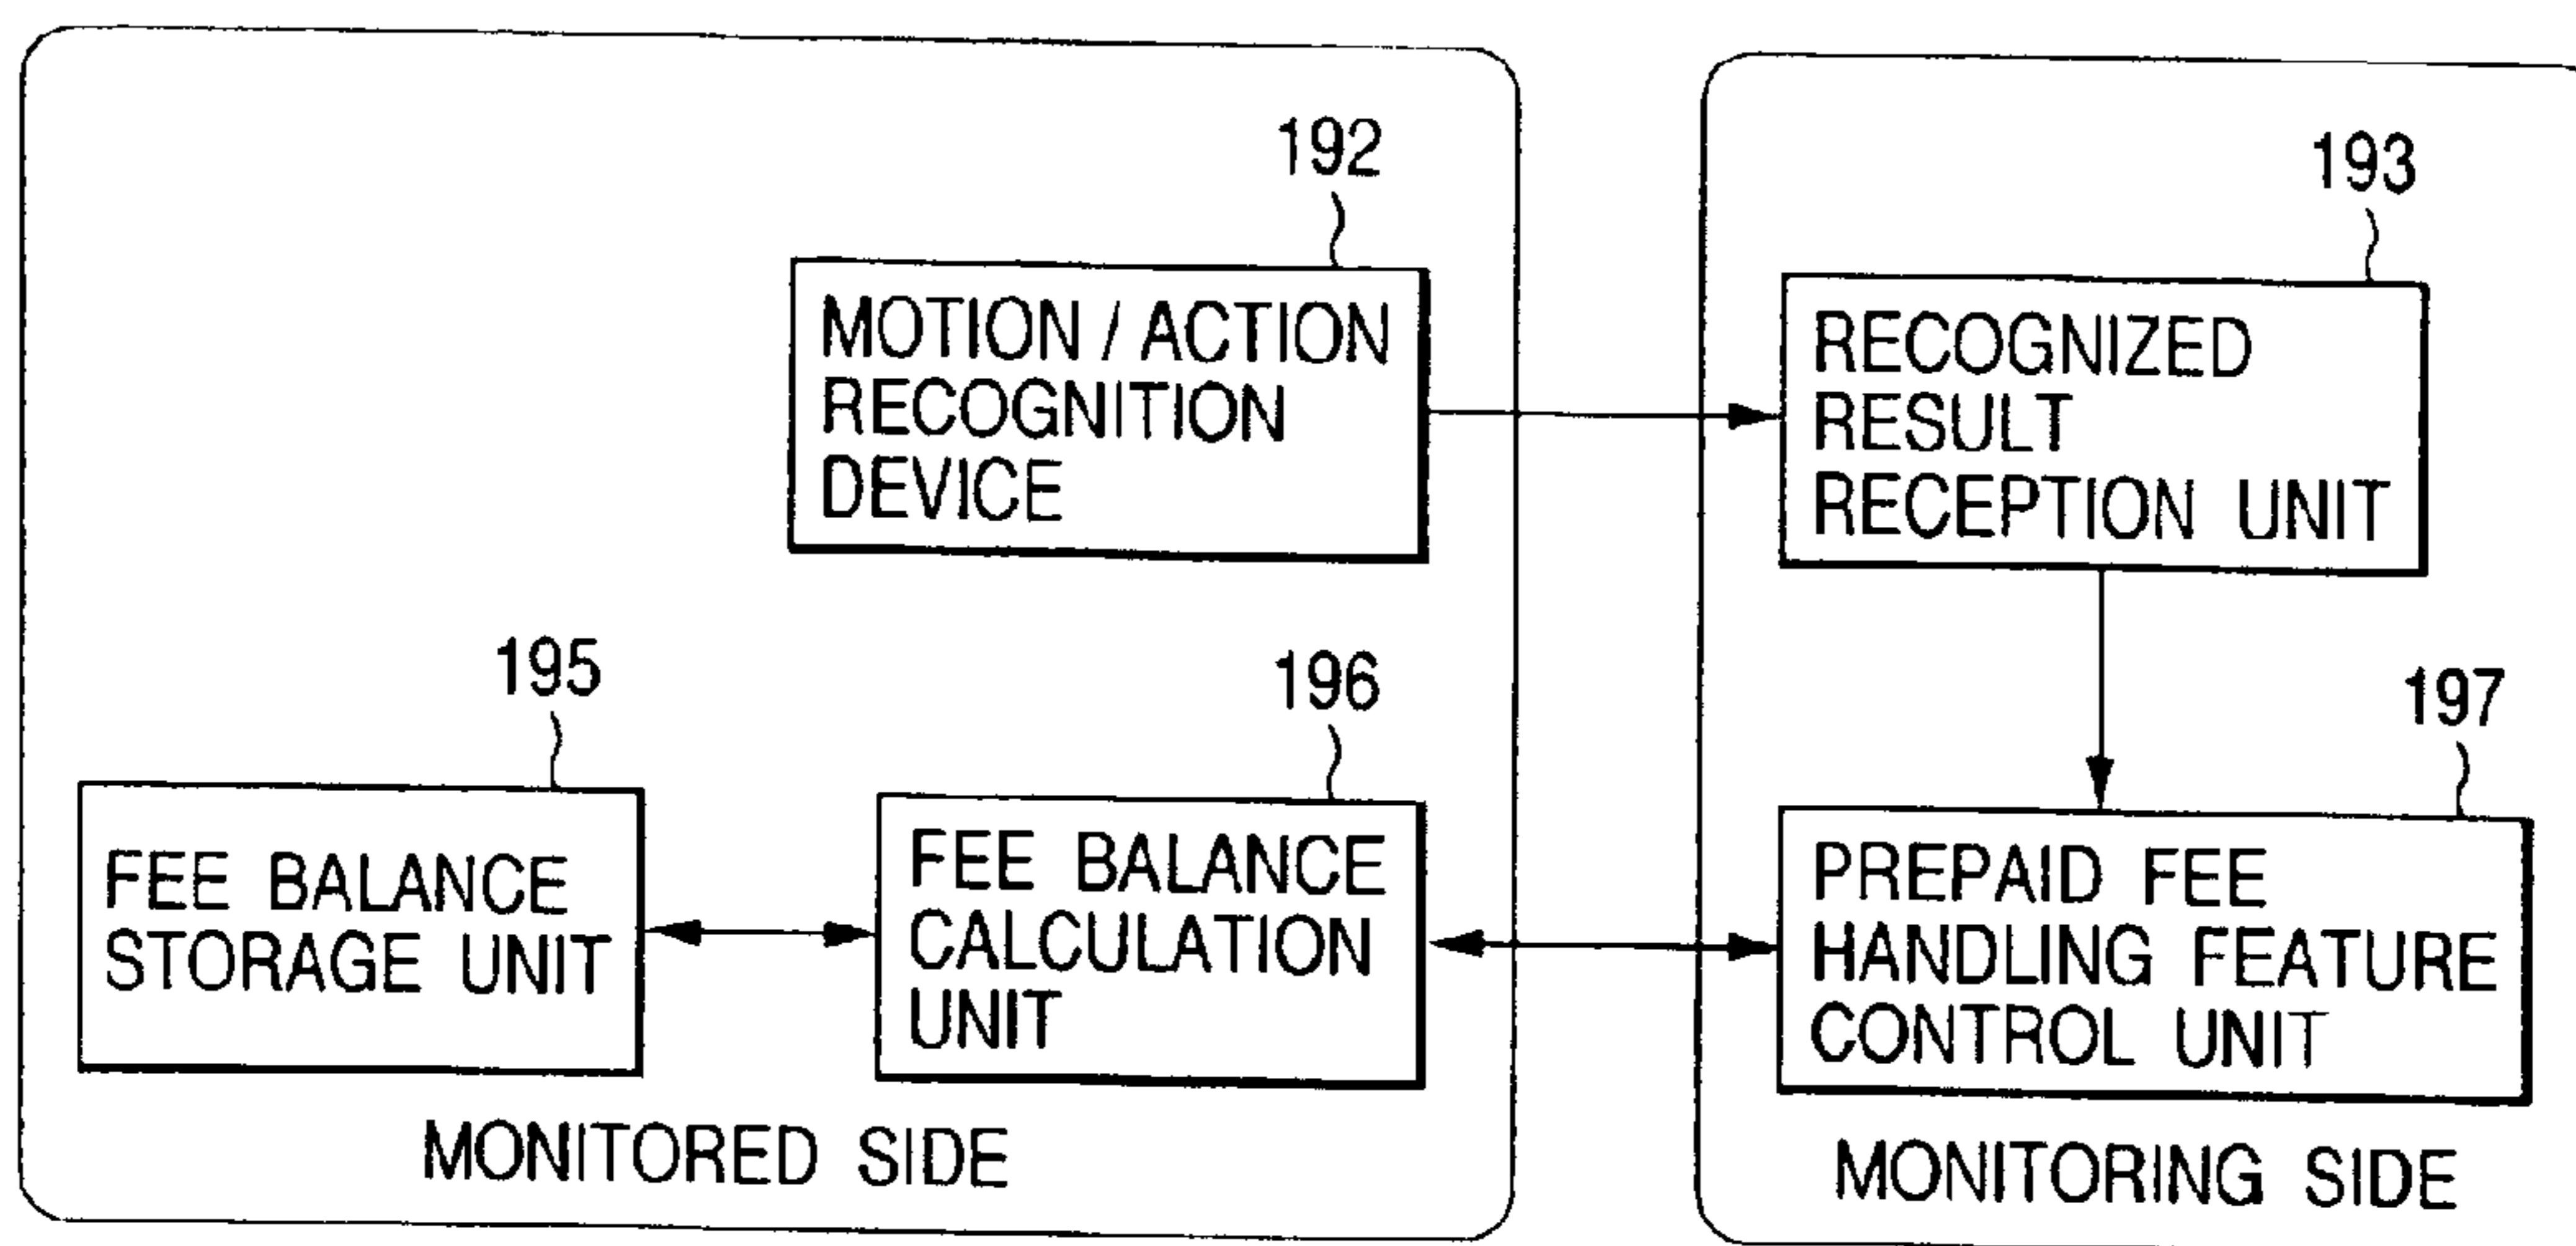 192
MOTION / ACTION
RECOGNITION
DEVICE
193
RECOGNIZED
RESULT
RECEPTION UNIT
195
FEE BALANCE
STORAGE UNIT
196
FEE BALANCE
CALCULATION
UNIT
197
PREPAID FEE
HANDLING FEATURE
CONTROL UNIT
MONITORED SIDE
MONITORING SIDE